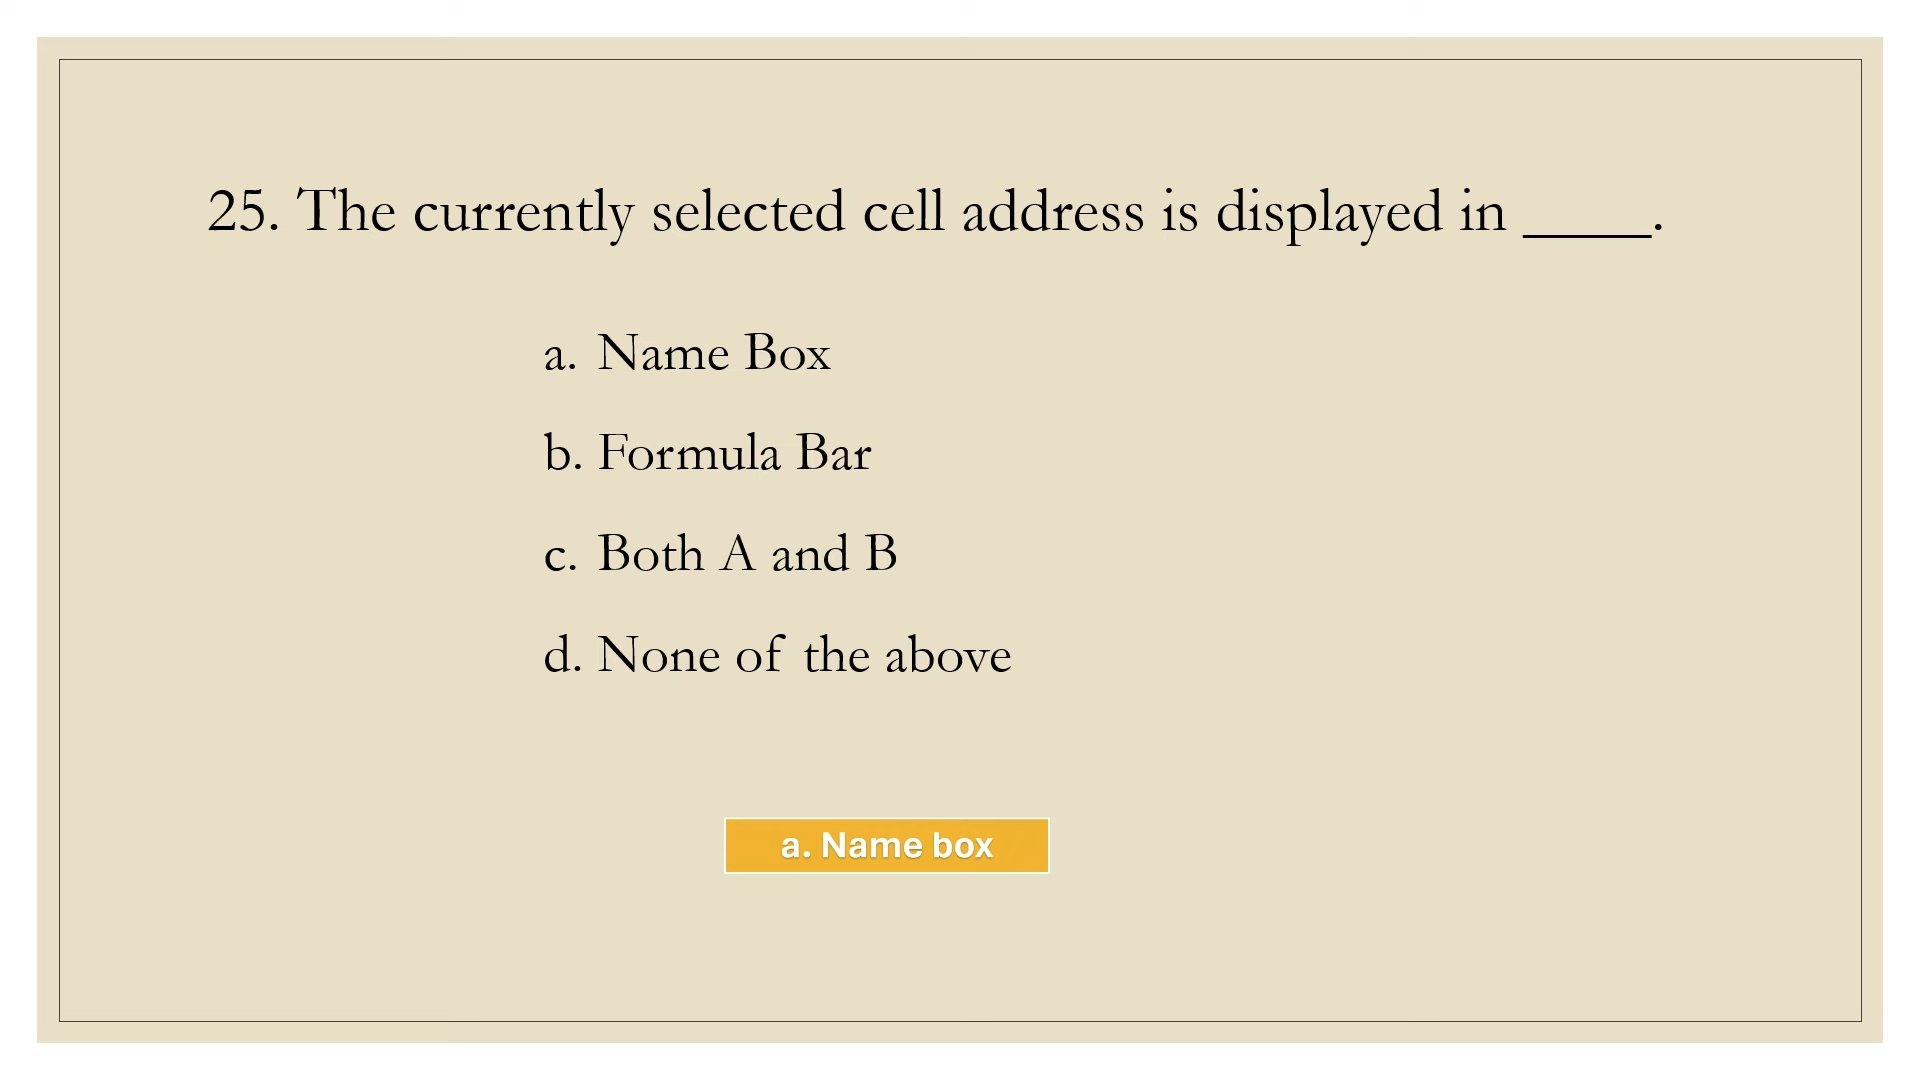 25. The currently selected cell address is displayed in ____.
a. Name Box
b. Formula Bar
c. Both A and B
d. None of the above
a. Name box